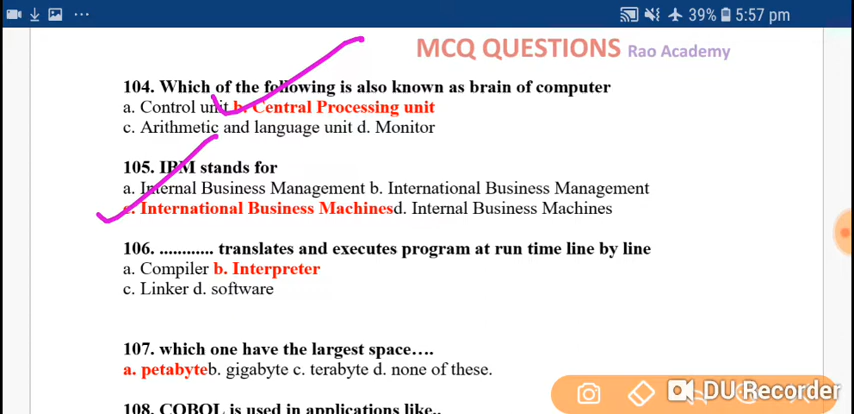 39% 5:57 pm
MCQ QUESTIONS Rao Academy
104. Which of the following is also known as brain of computer
a. Control unit b. Central Processing unit
c. Arithmetic and language unit d. Monitor
105. IBM stands for
a. Internal Business Management b. International Business Management
c. International Business Machinesd. Internal Business Machines
106. ............ translates and executes program at run time line by line
a. Compiler b. Interpreter
c. Linker d. software
107. which one have the largest space….
a. petabyteb. gigabyte c. terabyte d. none of these.
DU Recorder
108. COBOL is used in applications like..